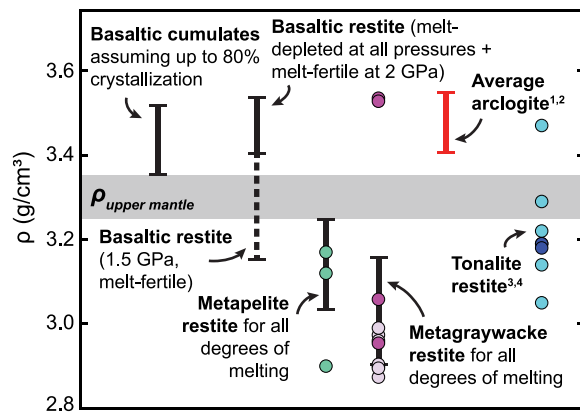 Basaltic cumulates
assuming up to 80%
crystallization
Basaltic restite (melt-
depleted at all pressures +
melt-fertile at 2 GPa)
Average
arclogite¹,²
3.6
3.4
3.2
3.0
2.8
ρ (g/cm³)
ρupper mantle
Basaltic restite
(1.5 GPa,
melt-fertile)
Metapelite
restite for all
degrees of
melting
Tonalite
restite³,⁴
Metagraywacke
restite for all
degrees of melting